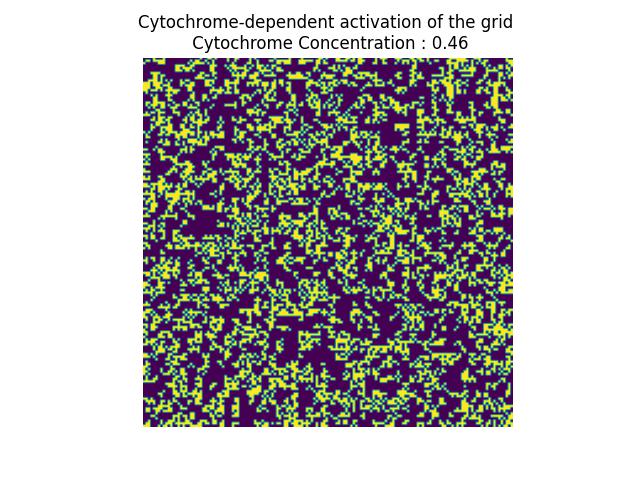 Cytochrome-dependent activation of the grid
Cytochrome Concentration : 0.46